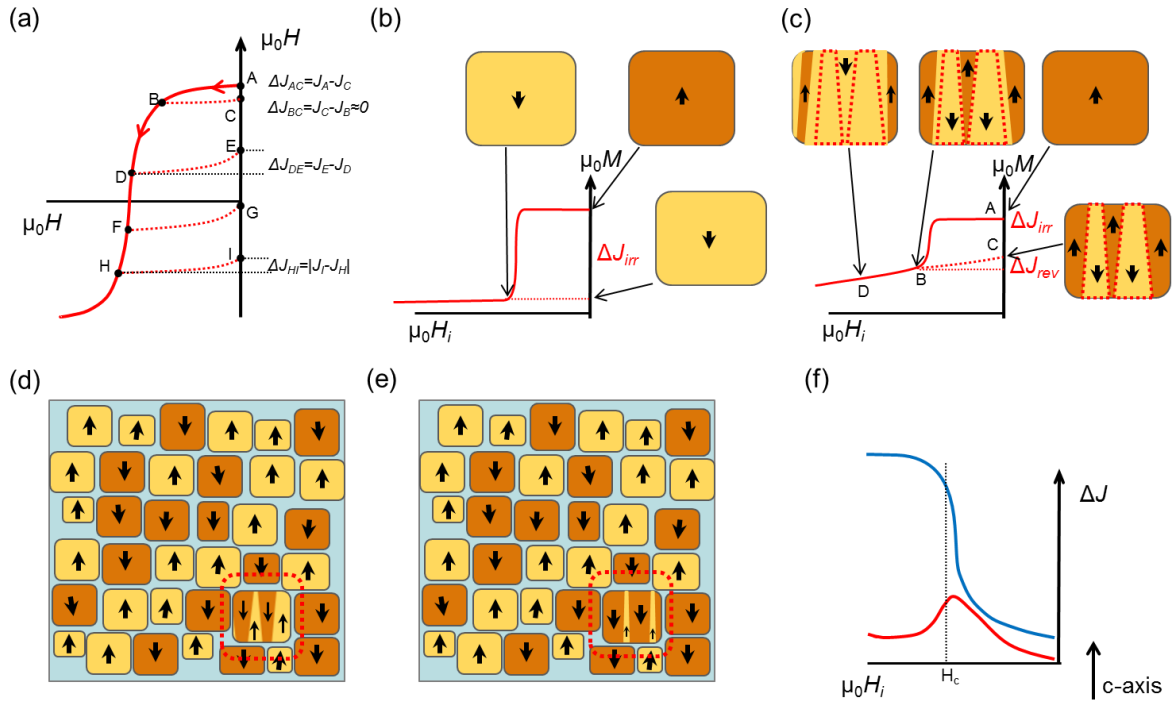 (a)
μ₀H
A
B
C
ΔJAC=JA-JC
ΔJBC=JC-JB≈0
E
D
ΔJDE=JE-JD
μ₀H
F
G
I
H
ΔJHI=|JI-JH|
(b)
μ₀M
ΔJirr
μ₀Hi
(c)
μ₀M
A
ΔJirr
C
ΔJrev
D
B
μ₀Hi
(d)
(e)
(f)
ΔJ
μ₀Hi
Hc
c-axis